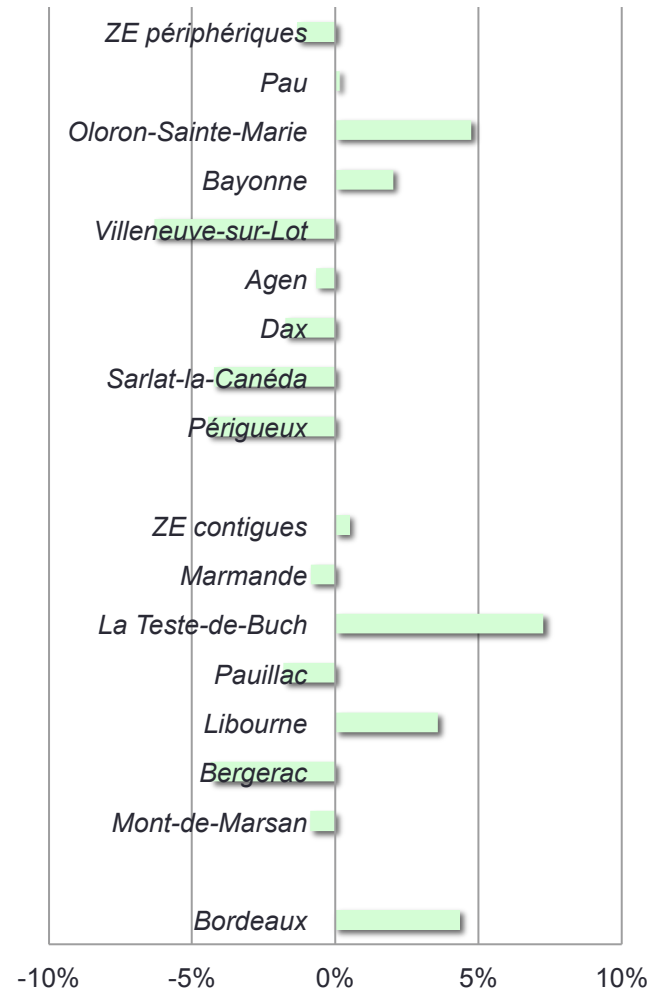 ZE périphériques
Pau
Oloron-Sainte-Marie
Bayonne
Villeneuve-sur-Lot
Agen
Dax
Sarlat-la-Canéda
Périgueux
ZE contigues
Marmande
La Teste-de-Buch
Pauillac
Libourne
Bergerac
Mont-de-Marsan
Bordeaux
-10% -5% 0% 5% 10%